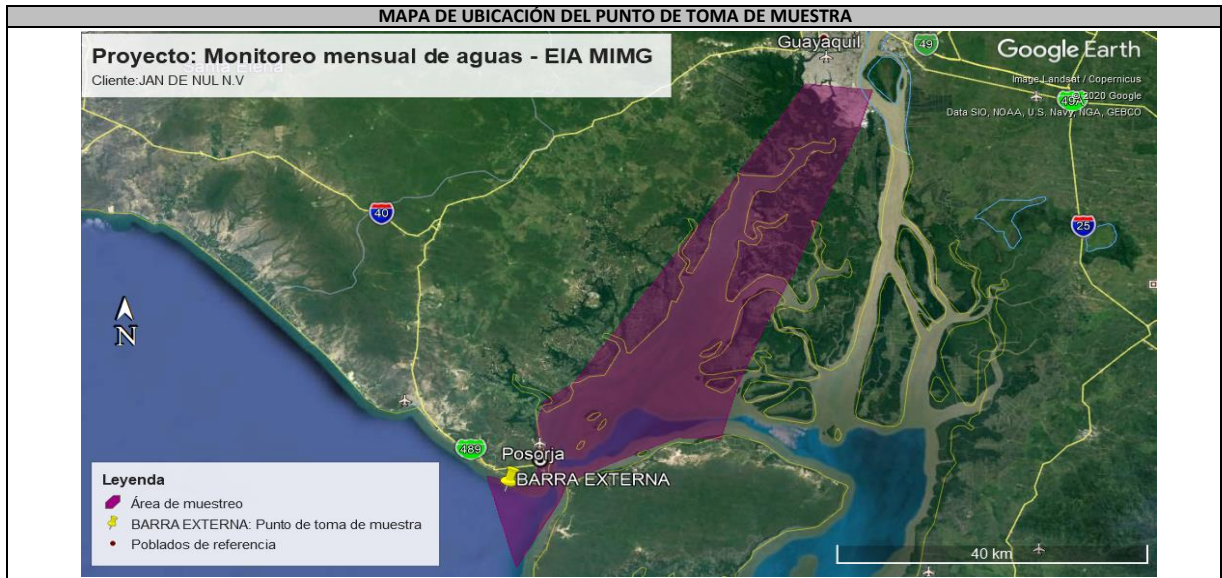 MAPA DE UBICACIÓN DEL PUNTO DE TOMA DE MUESTRA
Proyecto: Monitoreo mensual de aguas - EIA MIMG
Cliente:JAN DE NUL N.V
Guayaquil
49
Google Earth
Image Landsat / Copernicus
© 2020 Google
Data SIO, NOAA, U.S. Navy, NGA, GEBCO
49A
40
25
N
489
Posorja
BARRA EXTERNA
Leyenda
Área de muestreo
BARRA EXTERNA: Punto de toma de muestra
Poblados de referencia
40 km